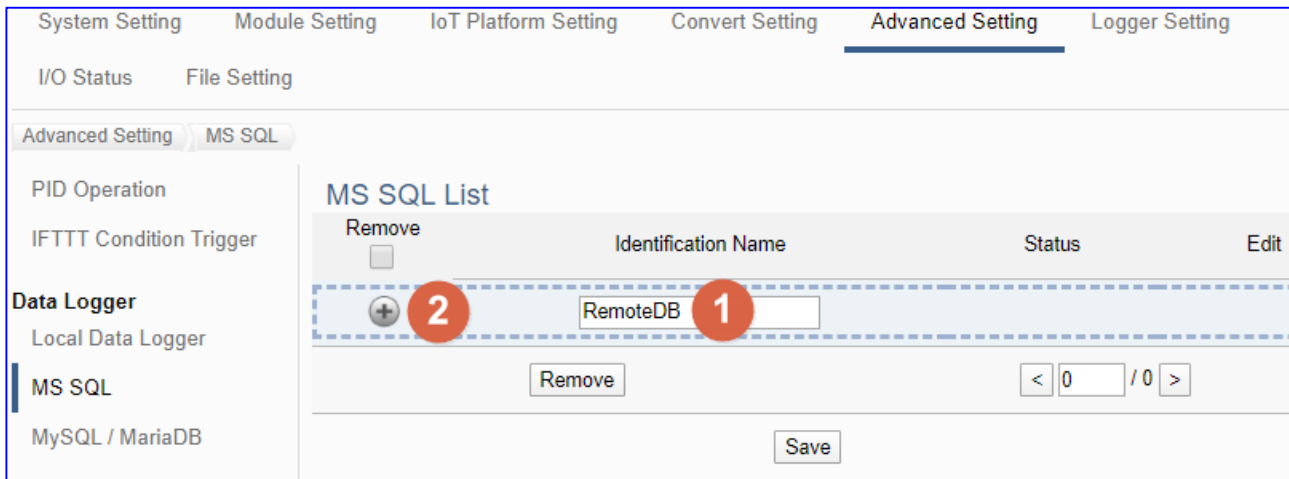 System Setting Module Setting IoT Platform Setting Convert Setting Advanced Setting Logger Setting
I/O Status File Setting
Advanced Setting MS SQL
PID Operation
IFTTT Condition Trigger
Data Logger
Local Data Logger
MS SQL
MySQL / MariaDB
MS SQL List
Remove Identification Name Status Edit
2 RemoteDB 1
Remove < 0 / 0 >
Save